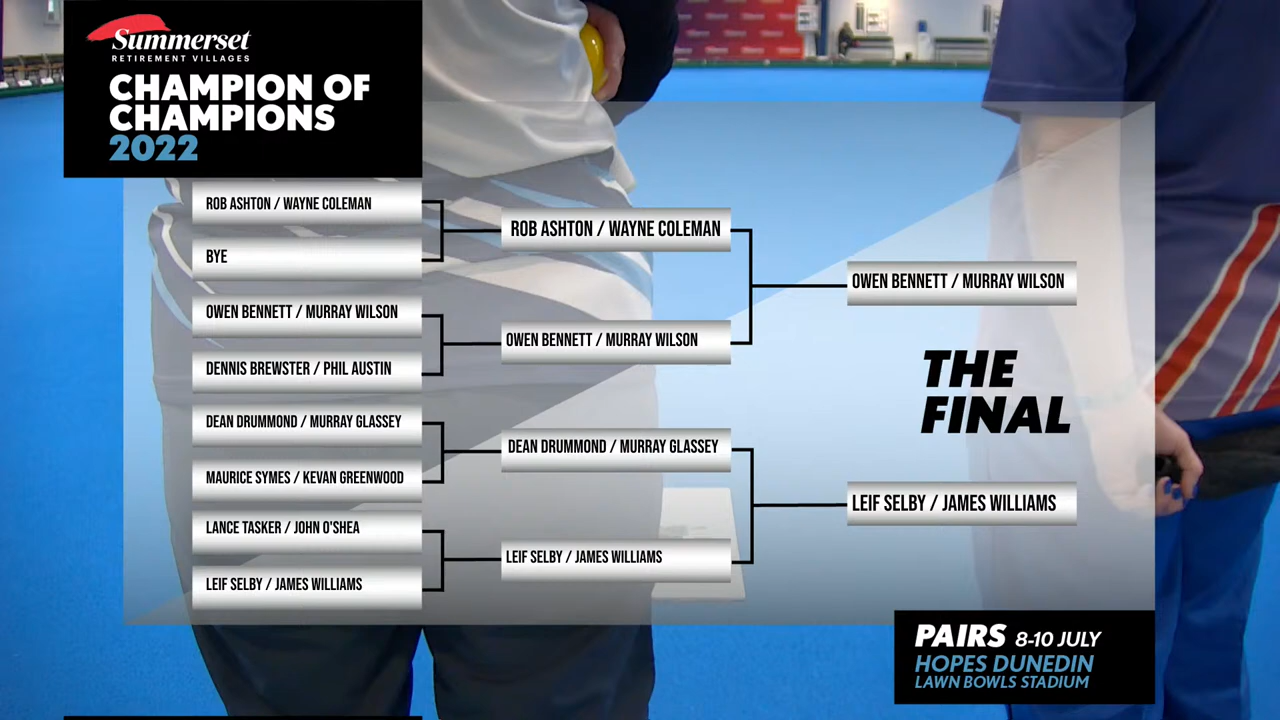 Summerset
RETIREMENT VILLAGES
CHAMPION OF
CHAMPIONS
2022
ROB ASHTON / WAYNE COLEMAN
BYE
OWEN BENNETT / MURRAY WILSON
DENNIS BREWSTER / PHIL AUSTIN
DEAN DRUMMOND / MURRAY GLASSEY
MAURICE SYMES / KEVAN GREENWOOD
LANCE TASKER / JOHN O'SHEA
LEIF SELBY / JAMES WILLIAMS
ROB ASHTON / WAYNE COLEMAN
OWEN BENNETT / MURRAY WILSON
DEAN DRUMMOND / MURRAY GLASSEY
LEIF SELBY / JAMES WILLIAMS
OWEN BENNETT / MURRAY WILSON
THE
FINAL
LEIF SELBY / JAMES WILLIAMS
PAIRS 8-10 JULY
HOPES DUNEDIN
LAWN BOWLS STADIUM